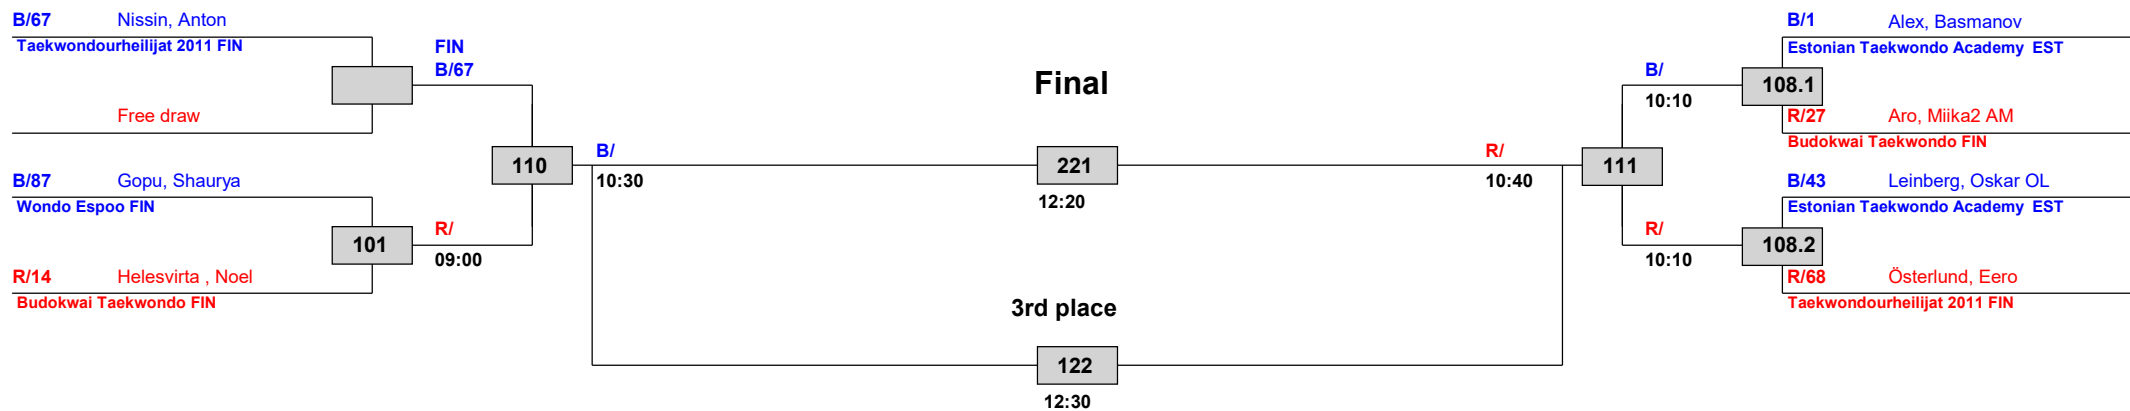 B/67 Nissin, Anton
Taekwondourheilijat 2011 FIN
Free draw
B/87 Gopu, Shaurya
Wondo Espoo FIN
101
R/14 Helesvirta , Noel
Budokwai Taekwondo FIN
FIN
B/67
110
R/
09:00
B/
10:30
Final
221
12:20
3rd place
122
12:30
R/
10:40
111
B/
10:10
R/
10:10
B/1 Alex, Basmanov
Estonian Taekwondo Academy EST
108.1
R/27 Aro, Miika2 AM
Budokwai Taekwondo FIN
B/43 Leinberg, Oskar OL
Estonian Taekwondo Academy EST
108.2
R/68 Österlund, Eero
Taekwondourheilijat 2011 FIN